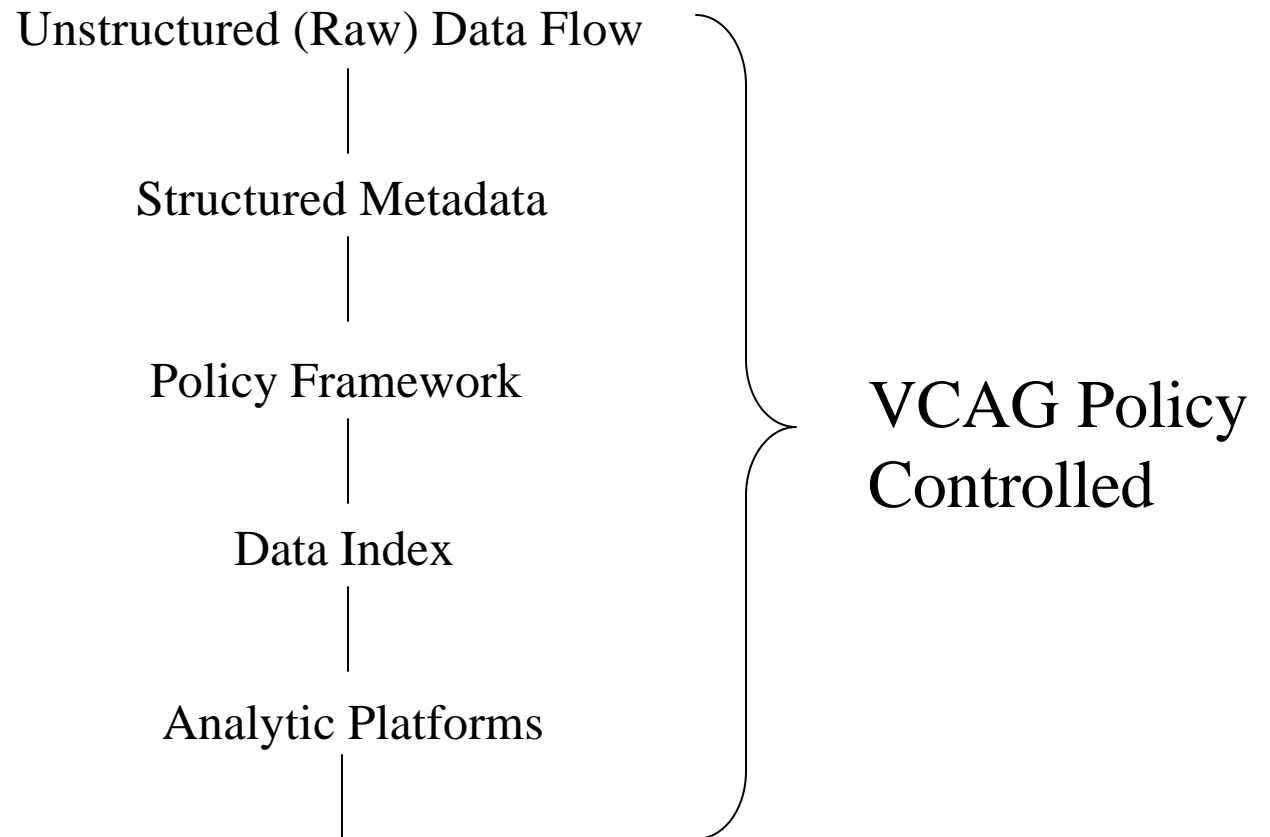 Unstructured (Raw) Data Flow
Structured Metadata
Policy Framework
Data Index
Analytic Platforms
VCAG Policy
Controlled